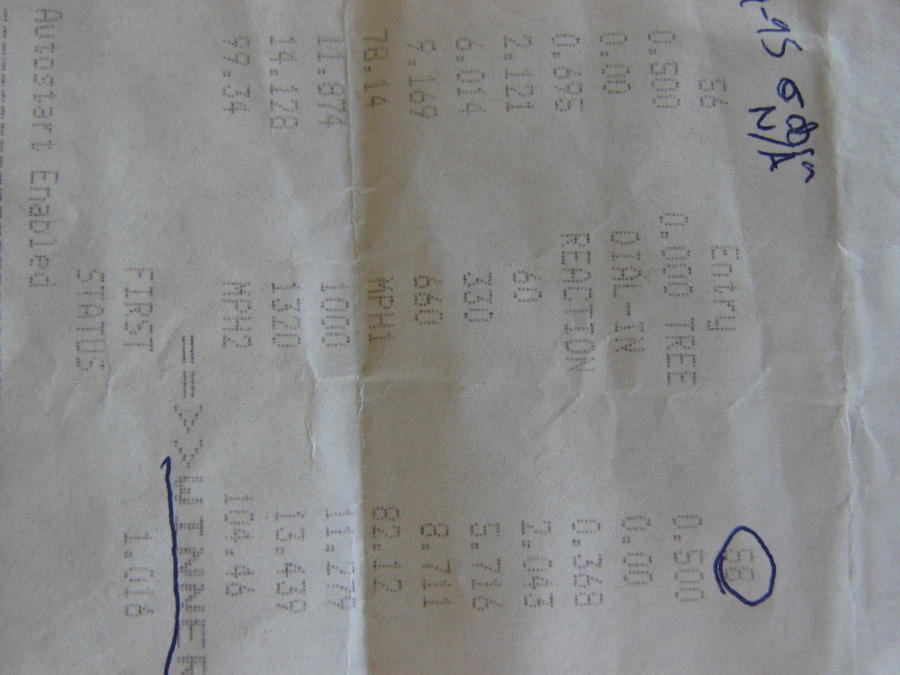 N/A
56 Entry 58
0.500 0.000 TREE 0.500
0.00 DIAL-IN 0.00
0.695 REACTION 0.368
2.121 60 2.043
6.014 330 5.716
9.169 660 8.711
78.14 MPH1 82.12
11.874 1000 11.279
14.128 1320 13.439
99.34 MPH2 104.46
==>>WINNER
FIRST 1.016
STATUS
Autostart Enabled